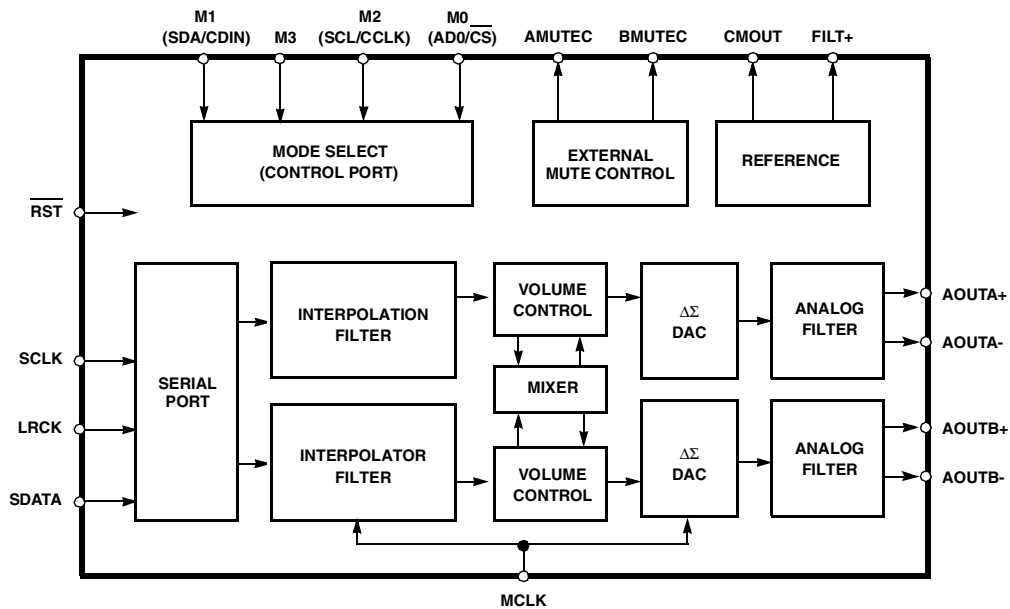 M1
(SDA/CDIN)
M3
M2
(SCL/CCLK)
M0
(AD0/CS)
AMUTEC
BMUTEC
CMOUT
FILT+
MODE SELECT
(CONTROL PORT)
EXTERNAL
MUTE CONTROL
REFERENCE
RST
SERIAL
PORT
INTERPOLATION
FILTER
VOLUME
CONTROL
ΔΣ
DAC
ANALOG
FILTER
AOUTA+
AOUTA-
SCLK
LRCK
SDATA
MIXER
INTERPOLATOR
FILTER
VOLUME
CONTROL
ΔΣ
DAC
ANALOG
FILTER
AOUTB+
AOUTB-
MCLK